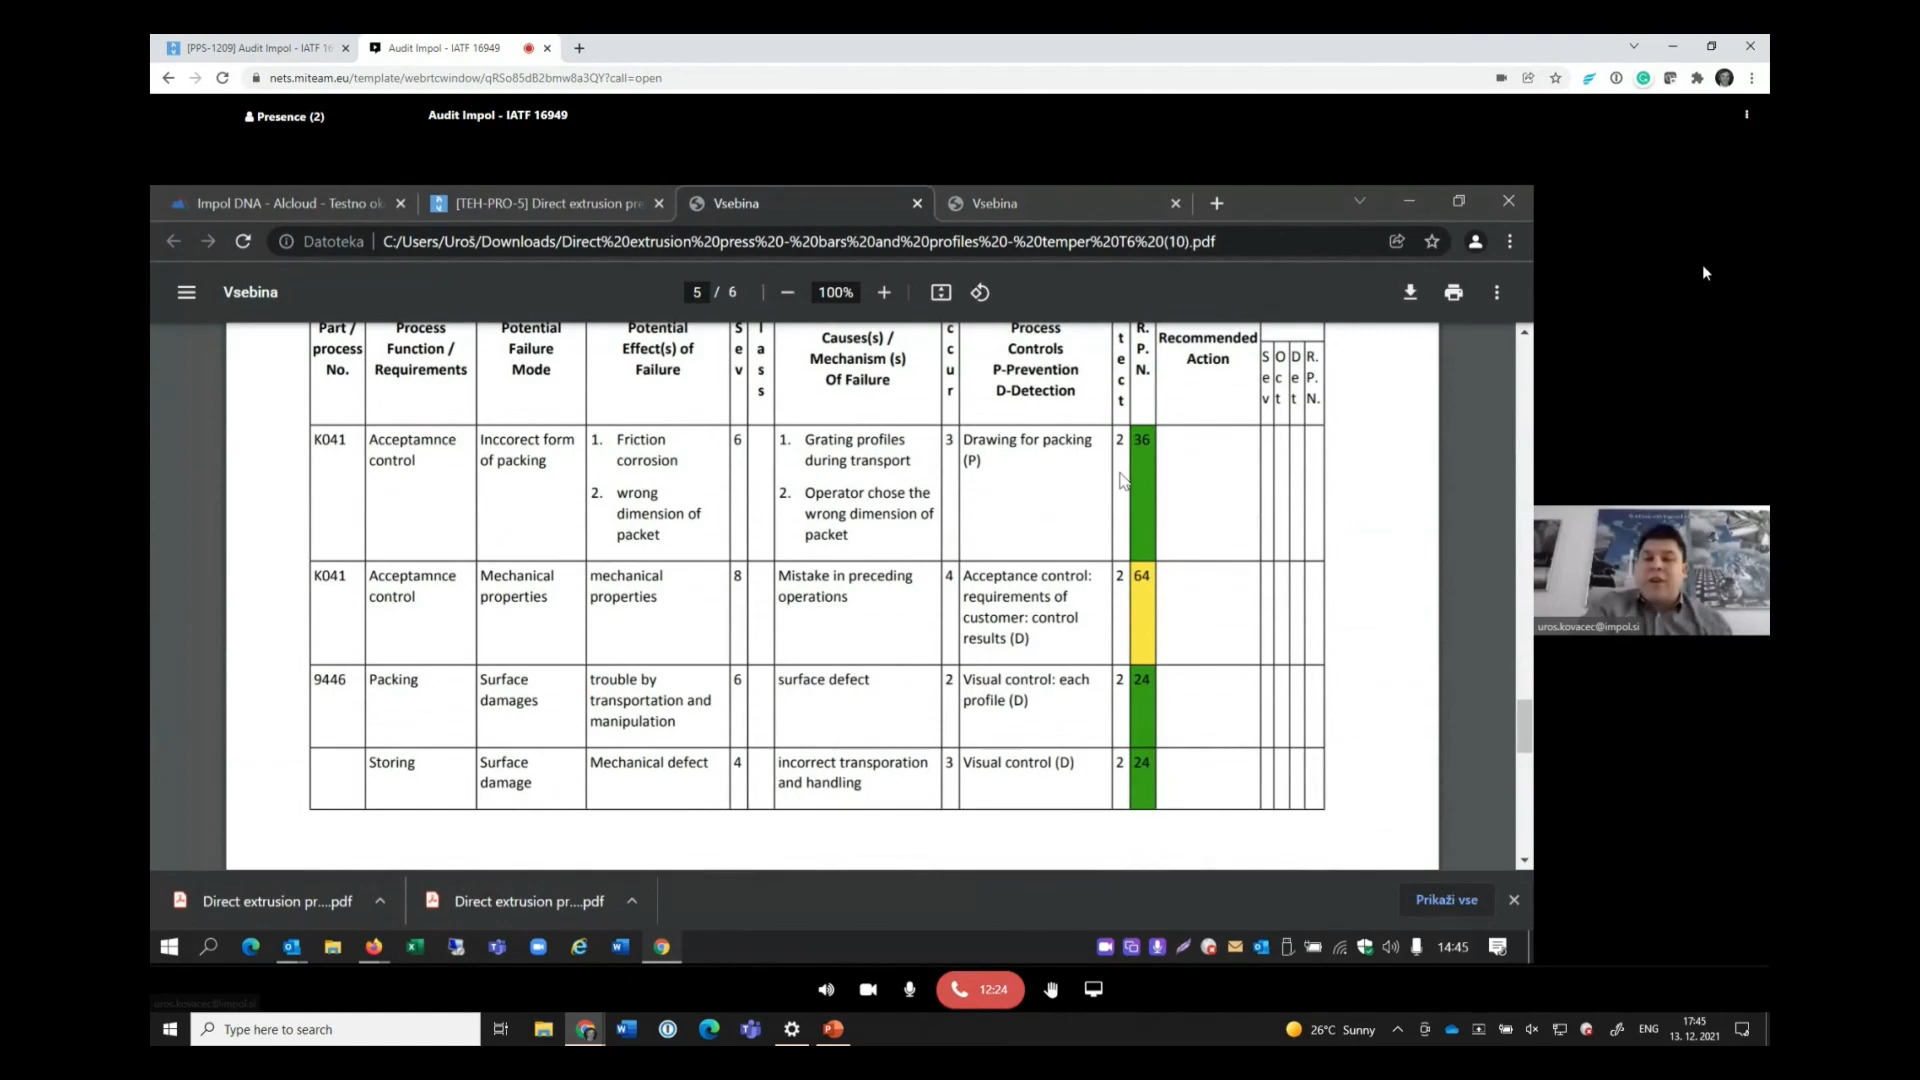 [PPS-1209] Audit Impol - IATF 16
Audit Impol - IATF 16949
nets.miteam.eu/template/webrtcwindow/qRSo85dB2bmw8a3QY?call=open
Presence (2)
Audit Impol - IATF 16949
Impol DNA - Alcloud - Testno ok
[TEH-PRO-5] Direct extrusion pre
Vsebina
Vsebina
Datoteka
C:/Users/Uroš/Downloads/Direct%20extrusion%20press%20-%20bars%20and%20profiles%20-%20temper%20T6%20(10).pdf
Vsebina
5 / 6
100%
Part /
process
No.
Process
Function /
Requirements
Potential
Failure
Mode
Potential
Effect(s) of
Failure
S
e
v
l
a
s
s
Causes(s) /
Mechanism (s)
Of Failure
c
c
u
r
Process
Controls
P-Prevention
D-Detection
t
e
c
t
R.
P.
N.
Recommended
Action
S
e
v
O
c
t
D
e
t
R.
P.
N.
K041
Acceptamnce
control
Inccorect form
of packing
1. Friction
corrosion
2. wrong
dimension of
packet
6
1. Grating profiles
during transport
2. Operator chose the
wrong dimension of
packet
3
Drawing for packing
(P)
2
36
K041
Acceptamnce
control
Mechanical
properties
mechanical
properties
8
Mistake in preceding
operations
4
Acceptance control:
requirements of
customer: control
results (D)
2
64
9446
Packing
Surface
damages
trouble by
transportation and
manipulation
6
surface defect
2
Visual control: each
profile (D)
2
24
Storing
Surface
damage
Mechanical defect
4
incorrect transporation
and handling
3
Visual control (D)
2
24
uros.kovacec@impol.si
Direct extrusion pr....pdf
Direct extrusion pr....pdf
Prikaži vse
14:45
12:24
uros.kovacec@impol.si
Type here to search
26°C Sunny
ENG
17:45
13. 12. 2021